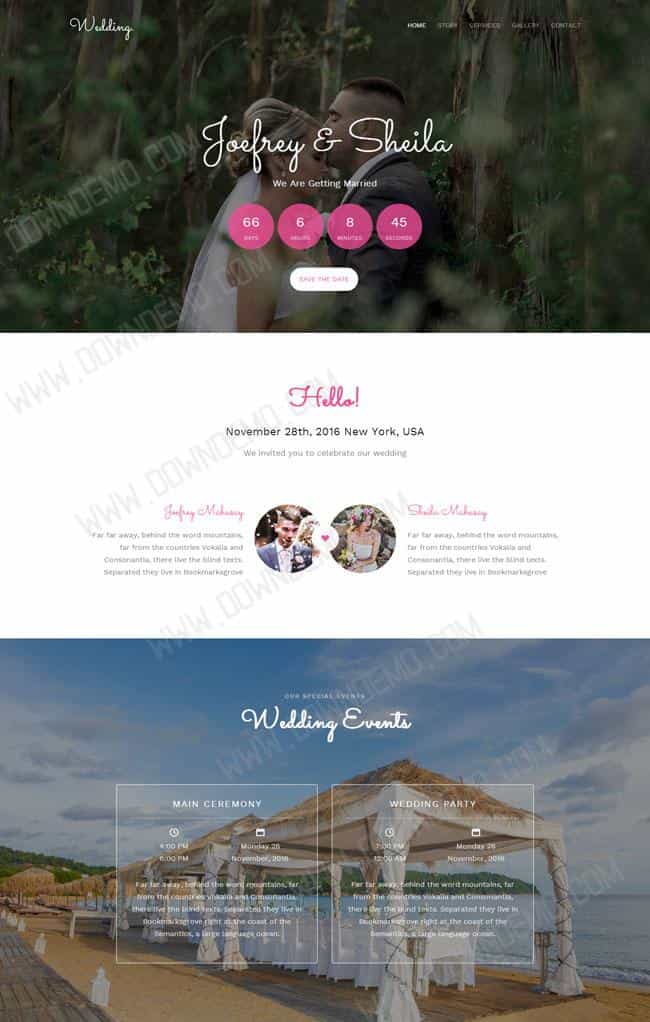 Wedding.
HOME STORY SERVICES GALLERY CONTACT
Joefrey & Sheila
We Are Getting Married
66 6 8 45
DAYS HOURS MINUTES SECONDS
SAVE THE DATE
Hello!
November 28th, 2016 New York, USA
We invited you to celebrate our wedding
Joefrey Mahusay
Far far away, behind the word mountains,
far from the countries Vokalia and
Consonantia, there live the blind texts.
Separated they live in Bookmarksgrove
Sheila Mahusay
Far far away, behind the word mountains,
far from the countries Vokalia and
Consonantia, there live the blind texts.
Separated they live in Bookmarksgrove
OUR SPECIAL EVENTS
Wedding Events
MAIN CEREMONY
4:00 PM Monday 28
6:00 PM November, 2016
Far far away, behind the word mountains, far
from the countries Vokalia and Consonantia,
there live the blind texts. Separated they live in
Bookmarksgrove right at the coast of the
Semantics, a large language ocean.
WEDDING PARTY
7:00 PM Monday 28
12:00 AM November, 2016
Far far away, behind the word mountains, far
from the countries Vokalia and Consonantia,
there live the blind texts. Separated they live in
Bookmarksgrove right at the coast of the
Semantics, a large language ocean.
WWW.DOWNDEMO.COM